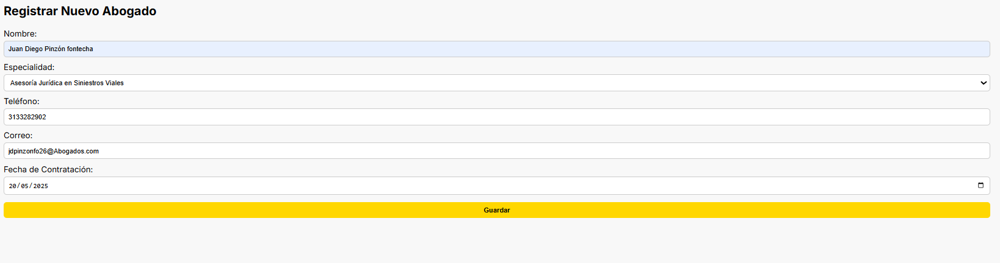 Registrar Nuevo Abogado
Nombre:
Juan Diego Pinzón fontecha
Especialidad:
Asesoría Jurídica en Siniestros Viales
Teléfono:
3133282902
Correo:
jdpinzonfo26@Abogados.com
Fecha de Contratación:
20/05/2025
Guardar